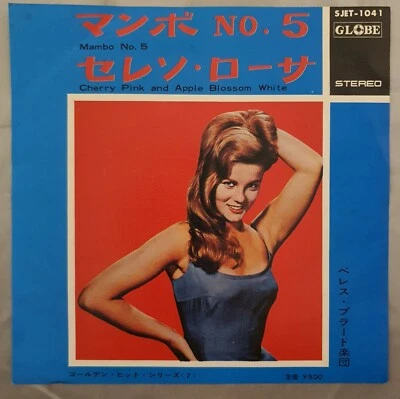 マンボ NO. 5
Mambo No. 5
セレソ・ローサ
Cherry Pink and Apple Blossom White
SJET-1041
GLOBE
STEREO
ペレス・プラード楽団
ゴールデン・ヒット・シリーズ
定価 ¥500